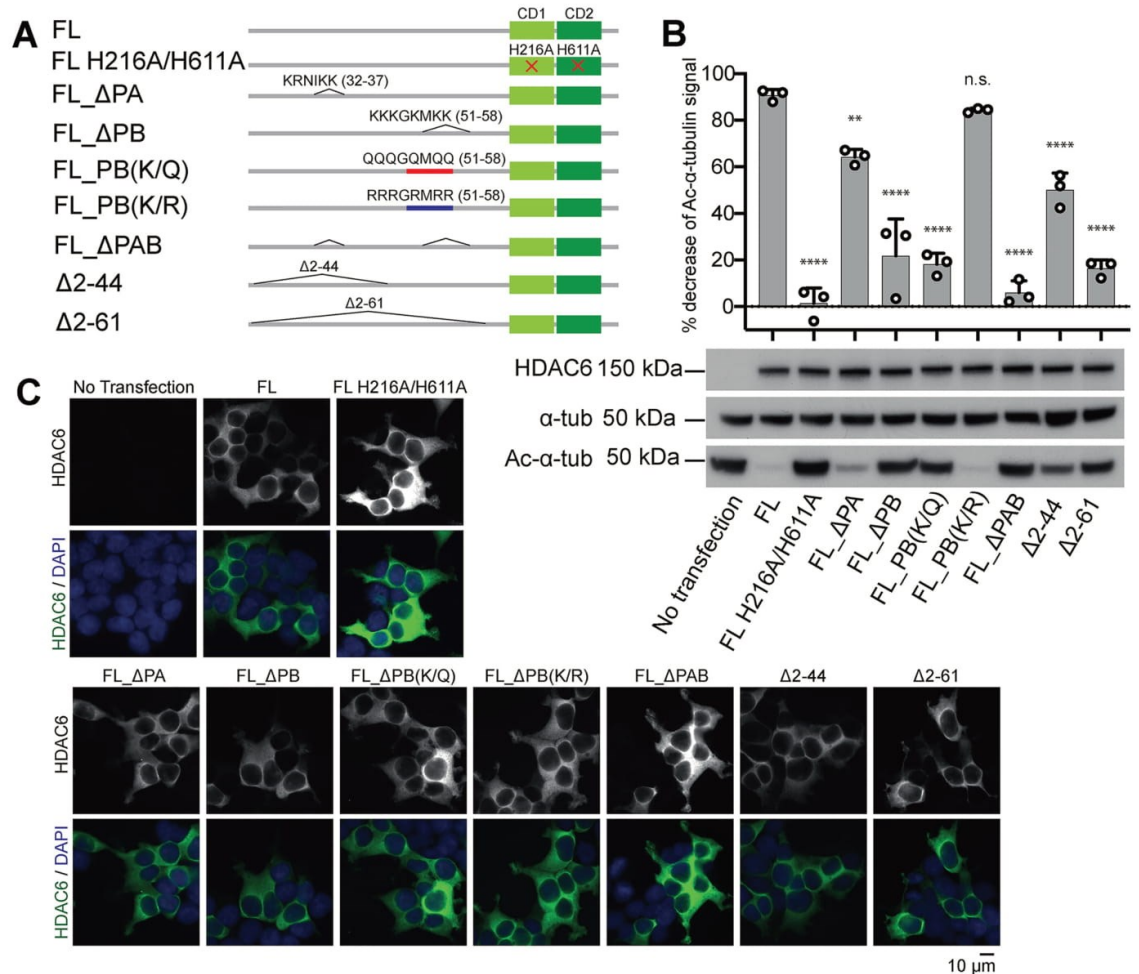 A
CD1 CD2
FL
H216A H611A
FL H216A/H611A
KRNIKK (32-37)
FL_ΔPA
KKKGKMKK (51-58)
FL_ΔPB
QQQGQMQQ (51-58)
FL_PB(K/Q)
RRRGRMRR (51-58)
FL_PB(K/R)
FL_ΔPAB
Δ2-44
Δ2-44
Δ2-61
Δ2-61
B
% decrease of Ac-α-tubulin signal
100
80
60
40
20
0
**** ** **** **** n.s. **** **** ****
HDAC6 150 kDa
α-tub 50 kDa
Ac-α-tub 50 kDa
No transfection
FL
FL H216A/H611A
FL_ΔPA
FL_ΔPB
FL_PB(K/Q)
FL_PB(K/R)
FL_ΔPAB
Δ2-44
Δ2-61
C
No Transfection FL FL H216A/H611A
HDAC6
HDAC6 / DAPI
FL_ΔPA FL_ΔPB FL_ΔPB(K/Q) FL_ΔPB(K/R) FL_ΔPAB Δ2-44 Δ2-61
HDAC6
HDAC6 / DAPI
10 µm